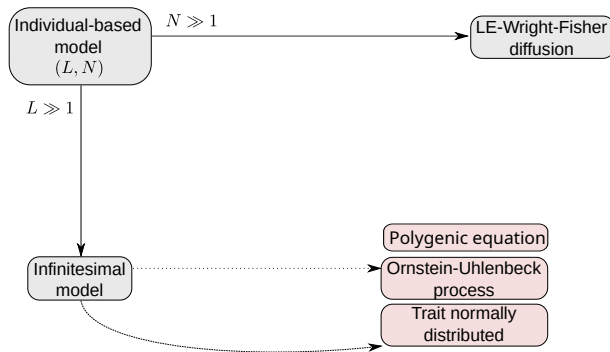 Individual-based
model
(L, N)
N ≫ 1
LE-Wright-Fisher
diffusion
L ≫ 1
Polygenic equation
Infinitesimal
model
Ornstein-Uhlenbeck
process
Trait normally
distributed